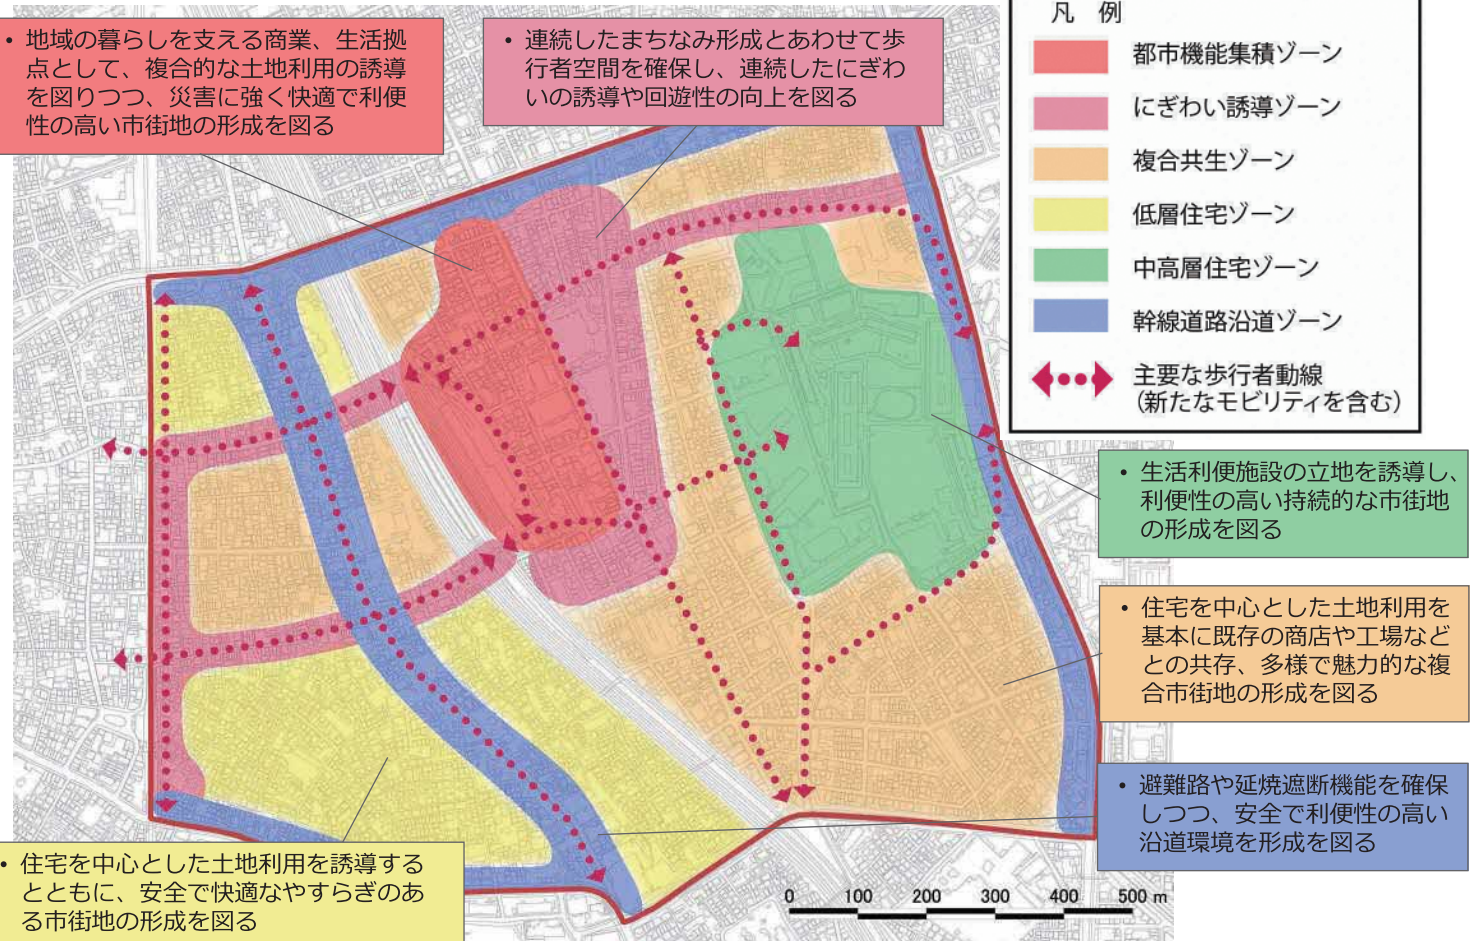 • 地域の暮らしを支える商業、生活拠
点として、複合的な土地利用の誘導
を図りつつ、災害に強く快適で利便
性の高い市街地の形成を図る
• 連続したまちなみ形成とあわせて歩
行者空間を確保し、連続したにぎわ
いの誘導や回遊性の向上を図る
凡 例
都市機能集積ゾーン
にぎわい誘導ゾーン
複合共生ゾーン
低層住宅ゾーン
中高層住宅ゾーン
幹線道路沿道ゾーン
主要な歩行者動線
(新たなモビリティを含む)
• 生活利便施設の立地を誘導し、
利便性の高い持続的な市街地
の形成を図る
• 住宅を中心とした土地利用を
基本に既存の商店や工場など
との共存、多様で魅力的な複
合市街地の形成を図る
• 避難路や延焼遮断機能を確保
しつつ、安全で利便性の高い
沿道環境を形成を図る
• 住宅を中心とした土地利用を誘導する
とともに、安全で快適なやすらぎのあ
る市街地の形成を図る
0 100 200 300 400 500 m